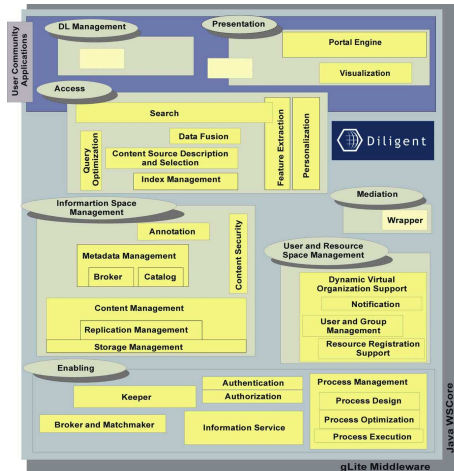 DL Management
Presentation
User Community
Applications
Portal Engine
Visualization
Access
Search
Data Fusion
Query
Optimization
Content Source Description
and Selection
Index Management
Feature Extraction
Personalization
Diligent
Mediation
Wrapper
Informartion Space
Management
Annotation
Content Security
Metadata Management
Broker
Catalog
Content Management
Replication Management
Storage Management
User and Resource
Space Management
Dynamic Virtual
Organization Support
Notification
User and Group
Management
Resource Registration
Support
Enabling
Keeper
Authentication
Authorization
Broker and Matchmaker
Information Service
Process Management
Process Design
Process Optimization
Process Execution
Java WSCore
gLite Middleware